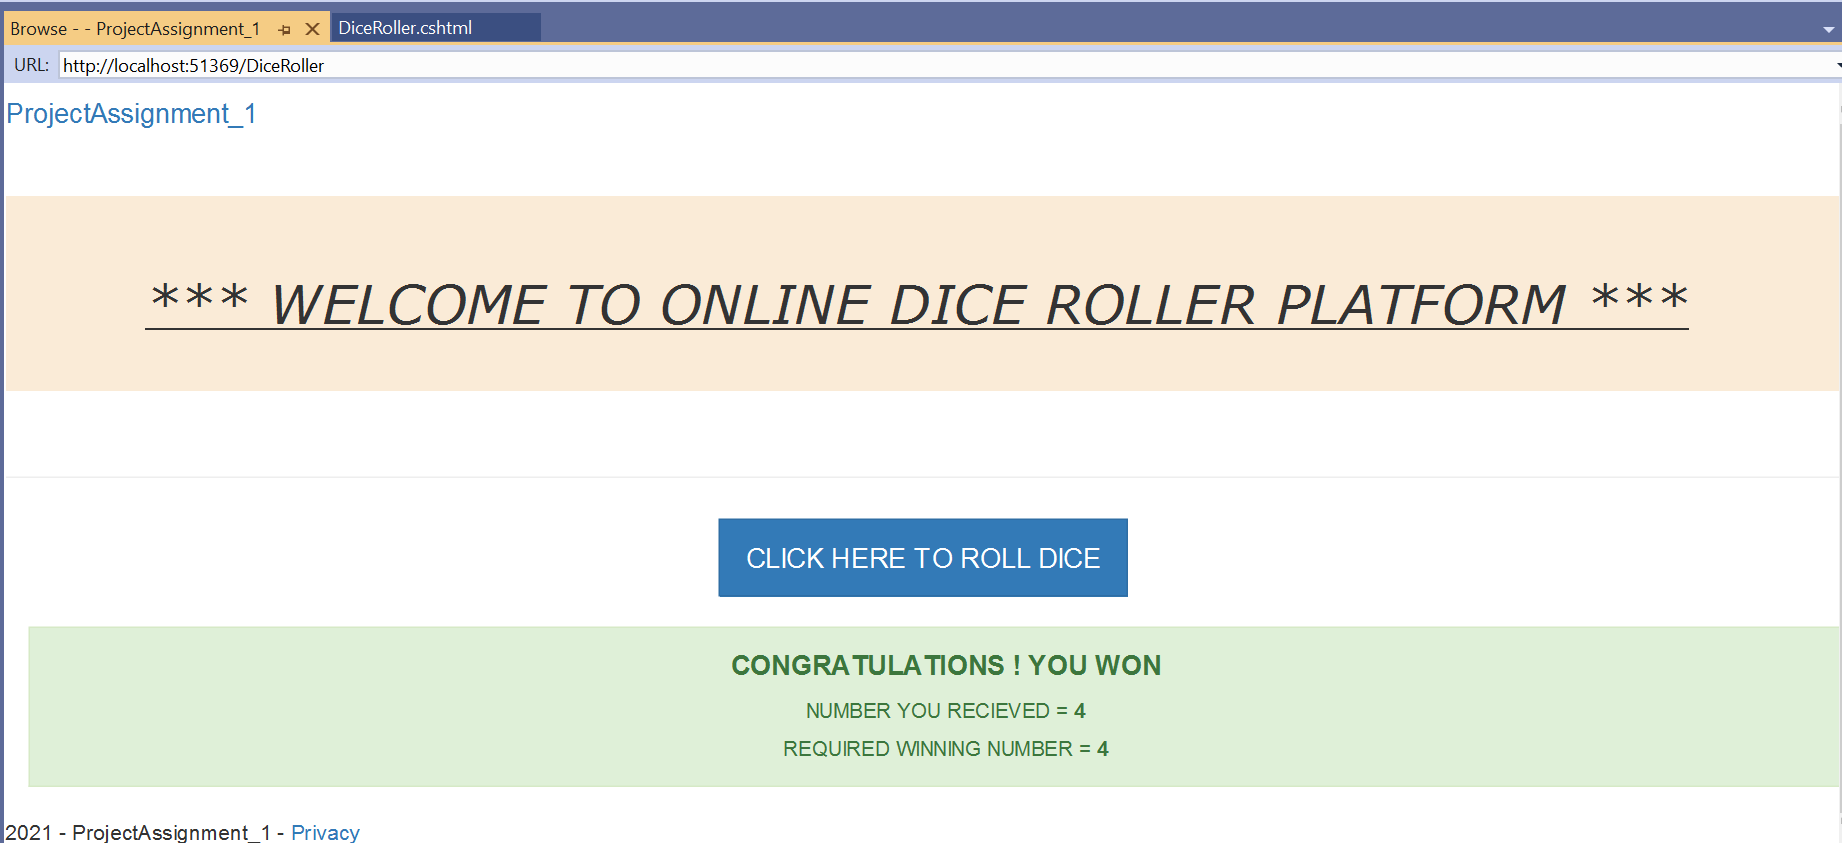 Browse - - ProjectAssignment_1 DiceRoller.cshtml
URL: http://localhost:51369/DiceRoller
ProjectAssignment_1
*** WELCOME TO ONLINE DICE ROLLER PLATFORM ***
CLICK HERE TO ROLL DICE
CONGRATULATIONS ! YOU WON
NUMBER YOU RECIEVED = 4
REQUIRED WINNING NUMBER = 4
2021 - ProjectAssignment_1 - Privacy